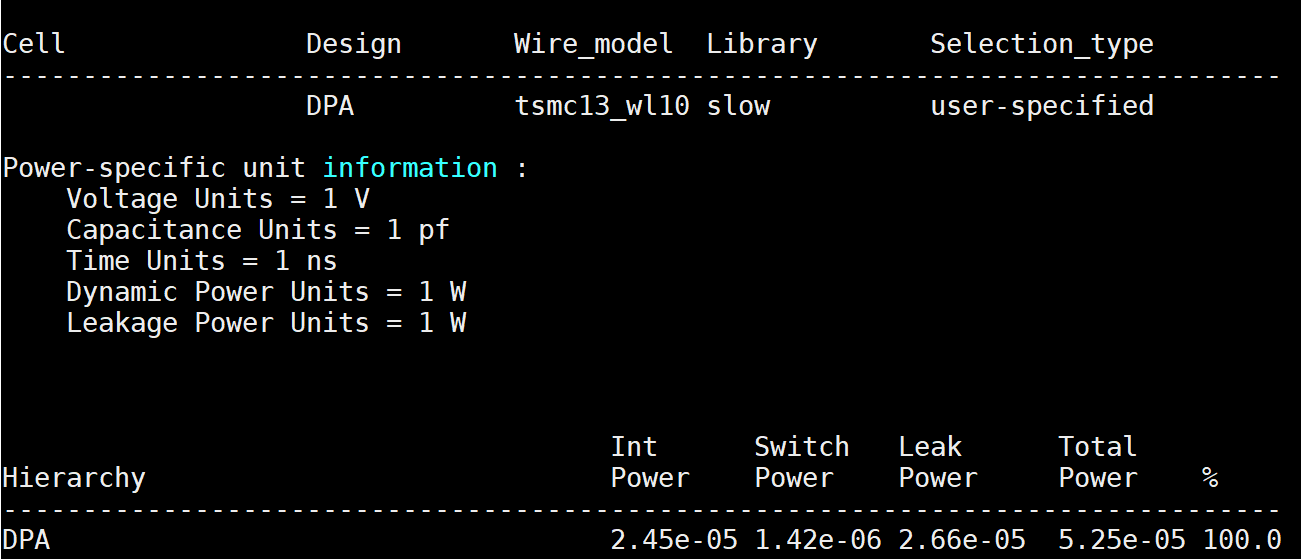 Cell Design Wire_model Library Selection_type
--------------------------------------------------------------------------------
DPA tsmc13_wl10 slow user-specified
Power-specific unit information :
Voltage Units = 1 V
Capacitance Units = 1 pf
Time Units = 1 ns
Dynamic Power Units = 1 W
Leakage Power Units = 1 W
Int Switch Leak Total
Hierarchy Power Power Power Power %
--------------------------------------------------------------------------------
DPA 2.45e-05 1.42e-06 2.66e-05 5.25e-05 100.0